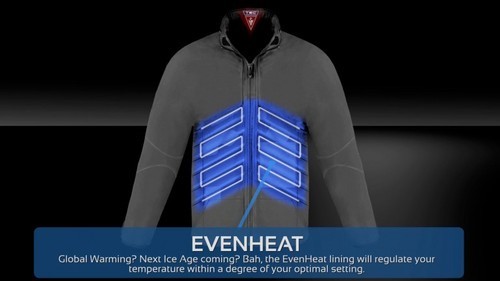 EVENHEAT
Global Warming? Next Ice Age coming? Bah, the EvenHeat lining will regulate your
temperature within a degree of your optimal setting.